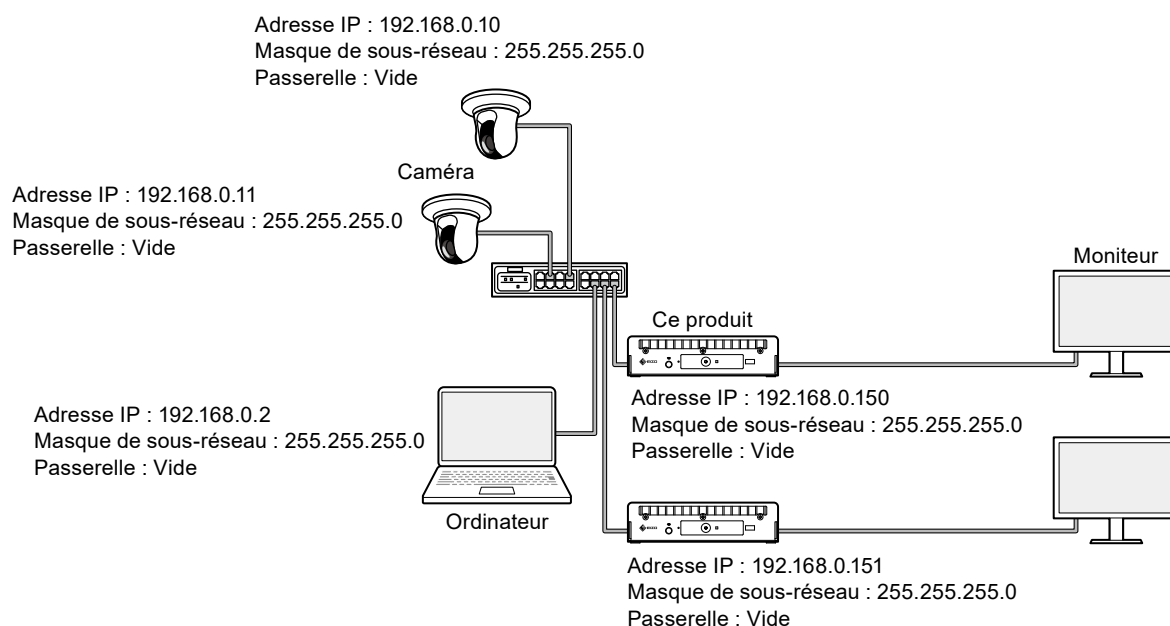 Adresse IP : 192.168.0.10
Masque de sous-réseau : 255.255.255.0
Passerelle : Vide
Caméra
Adresse IP : 192.168.0.11
Masque de sous-réseau : 255.255.255.0
Passerelle : Vide
Moniteur
Ce produit
Adresse IP : 192.168.0.150
Masque de sous-réseau : 255.255.255.0
Passerelle : Vide
Adresse IP : 192.168.0.2
Masque de sous-réseau : 255.255.255.0
Passerelle : Vide
Ordinateur
Adresse IP : 192.168.0.151
Masque de sous-réseau : 255.255.255.0
Passerelle : Vide